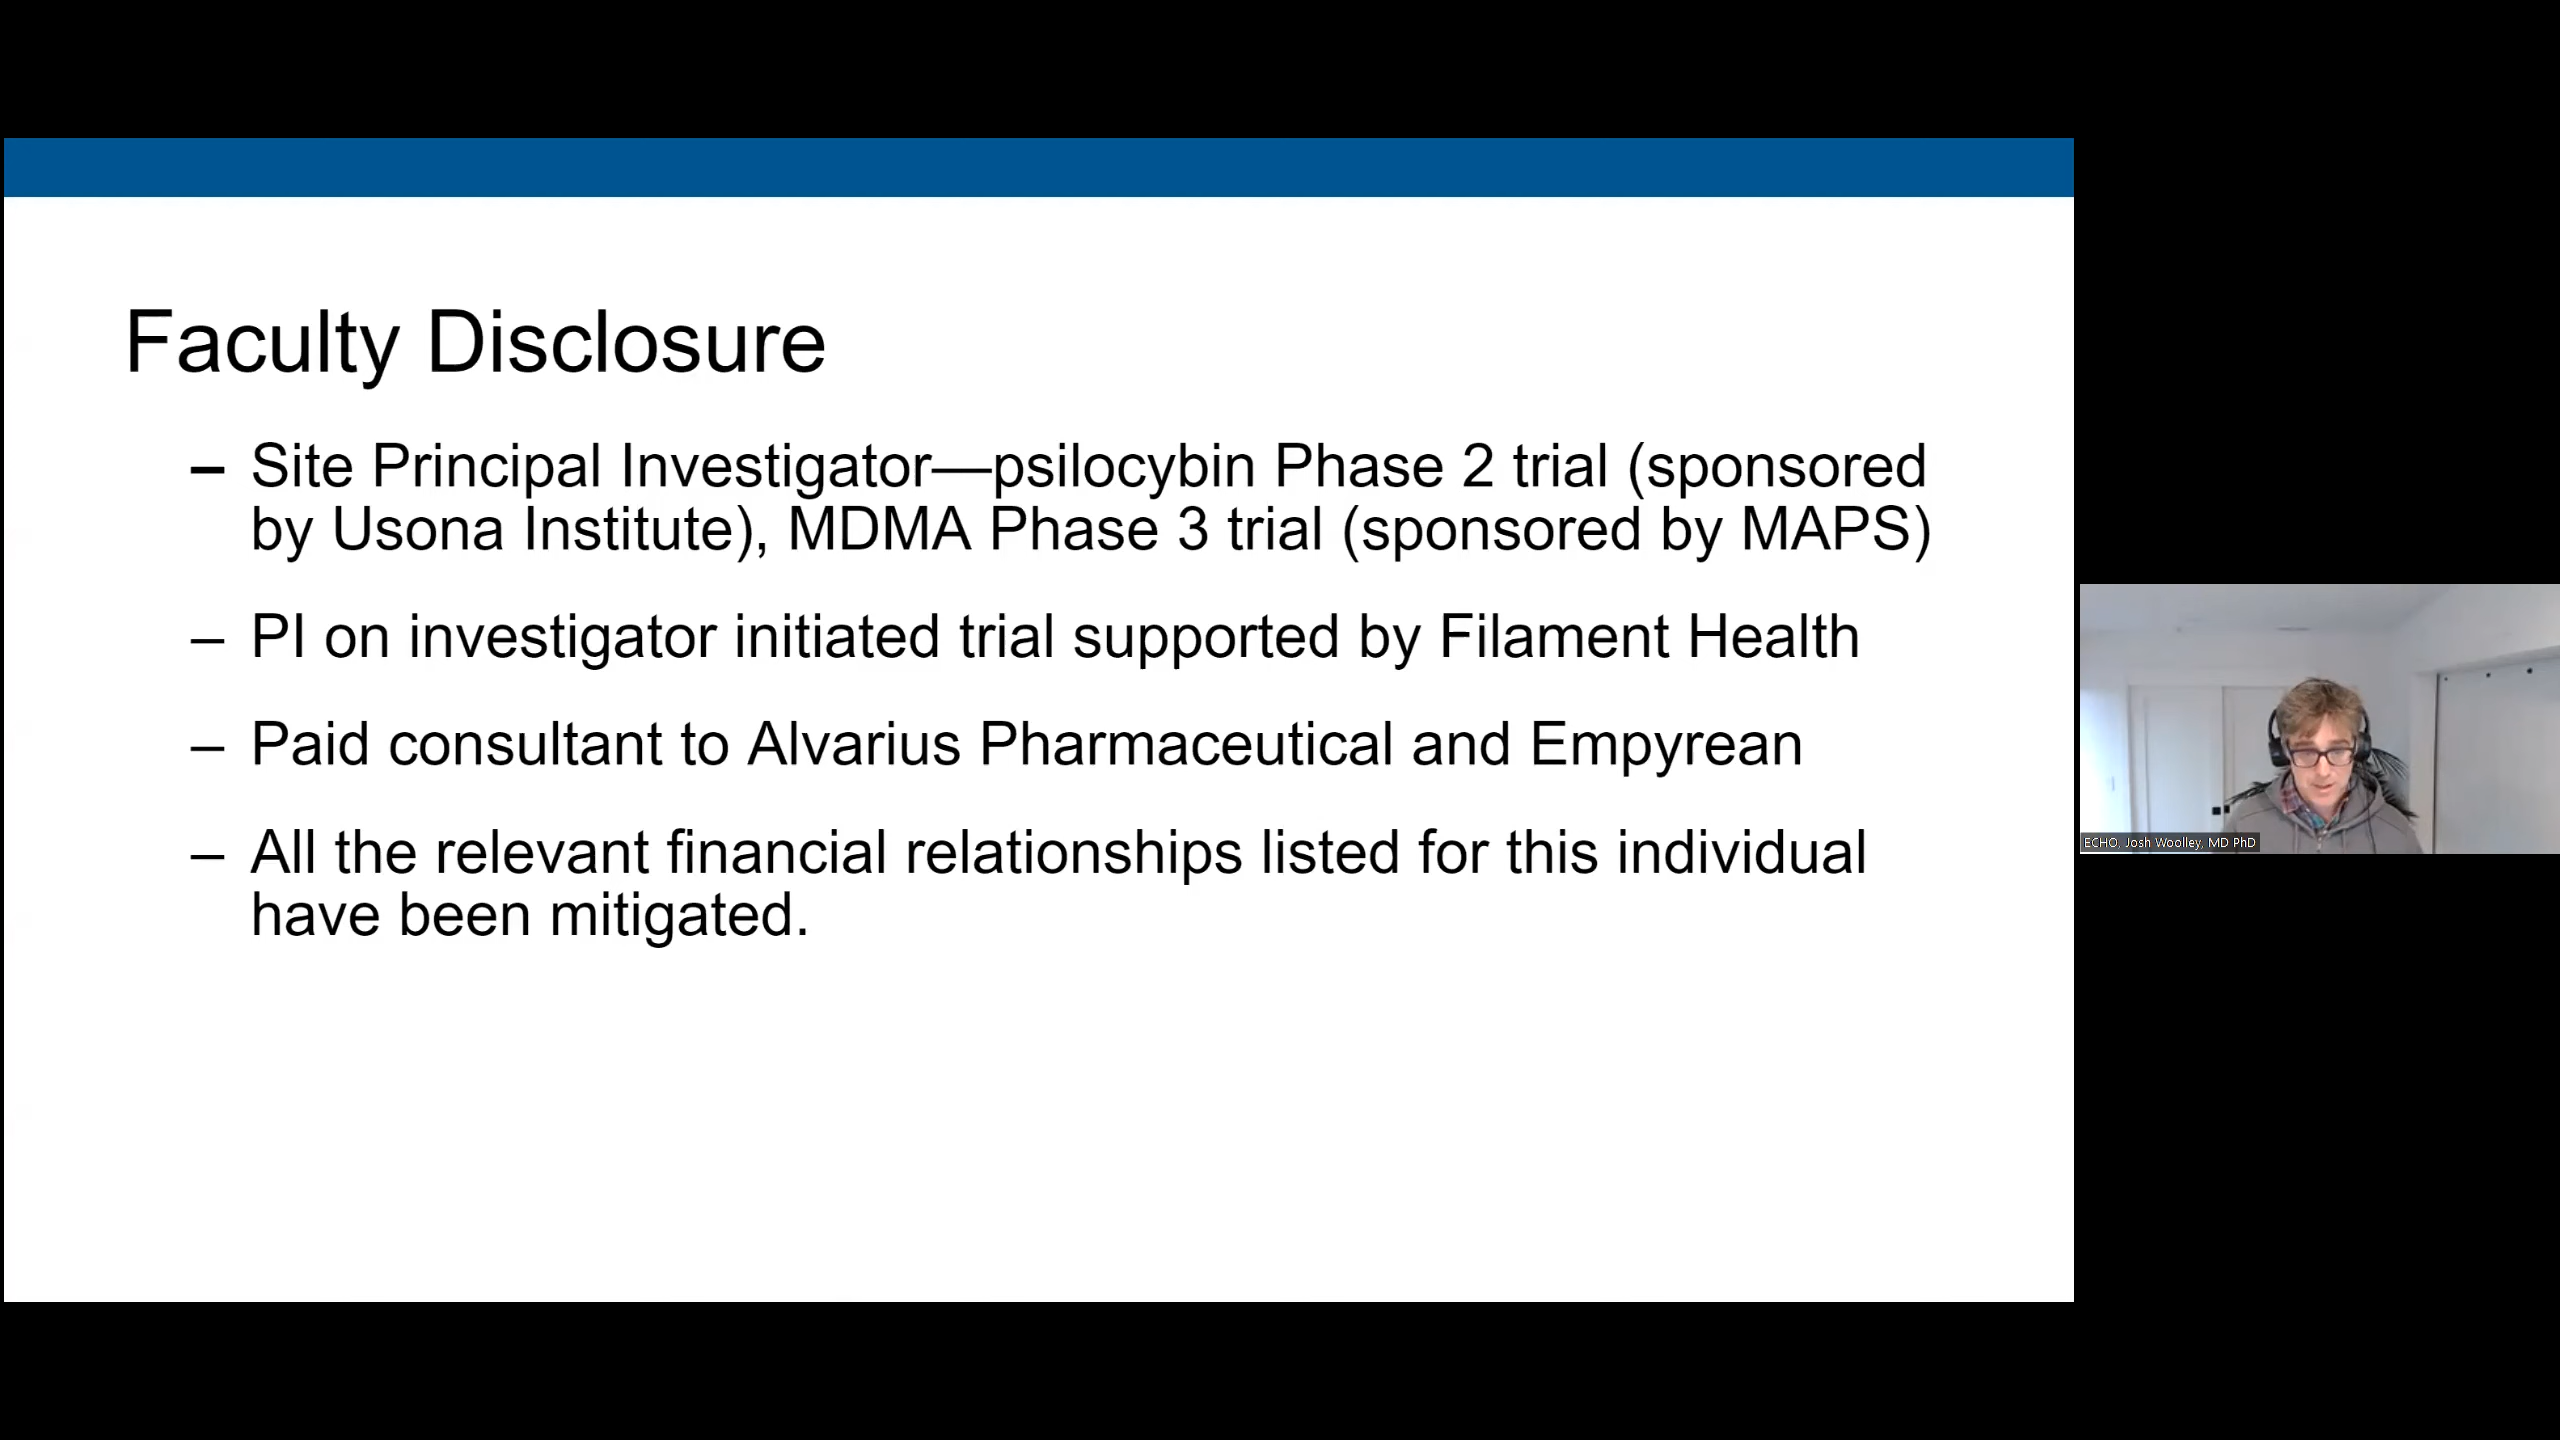 Faculty Disclosure
– Site Principal Investigator—psilocybin Phase 2 trial (sponsored
by Usona Institute), MDMA Phase 3 trial (sponsored by MAPS)
– PI on investigator initiated trial supported by Filament Health
– Paid consultant to Alvarius Pharmaceutical and Empyrean
– All the relevant financial relationships listed for this individual
have been mitigated.
ECHO, Josh Woolley, MD PhD